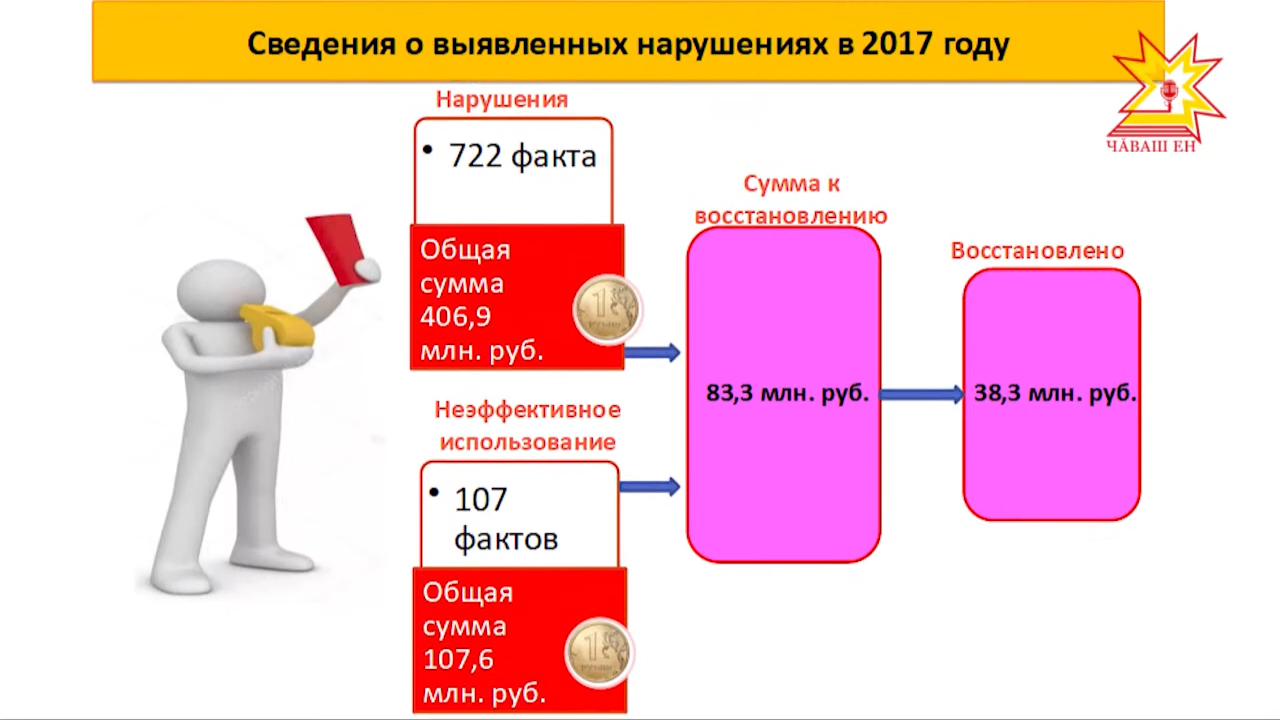 Сведения о выявленных нарушениях в 2017 году
ЧӐВАШ ЕН
Нарушения
• 722 факта
Общая
сумма
406,9
млн. руб.
Неэффективное
использование
• 107
фактов
Общая
сумма
107,6
млн. руб.
Сумма к
восстановлению
83,3 млн. руб.
Восстановлено
38,3 млн. руб.